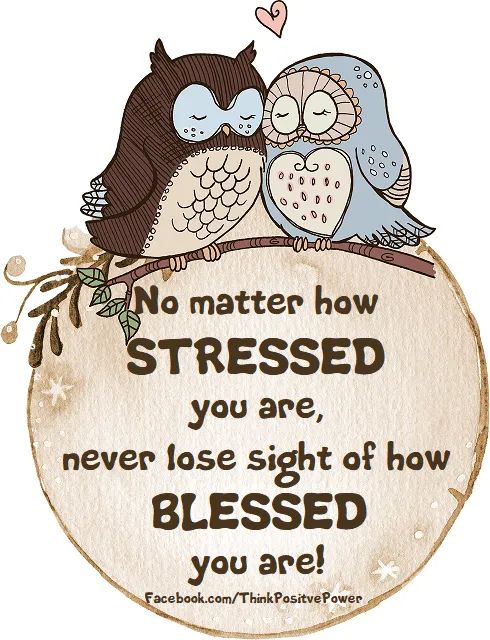 No matter how
STRESSED
you are,
never lose sight of how
BLESSED
you are!
Facebook.com/ThinkPositvePower